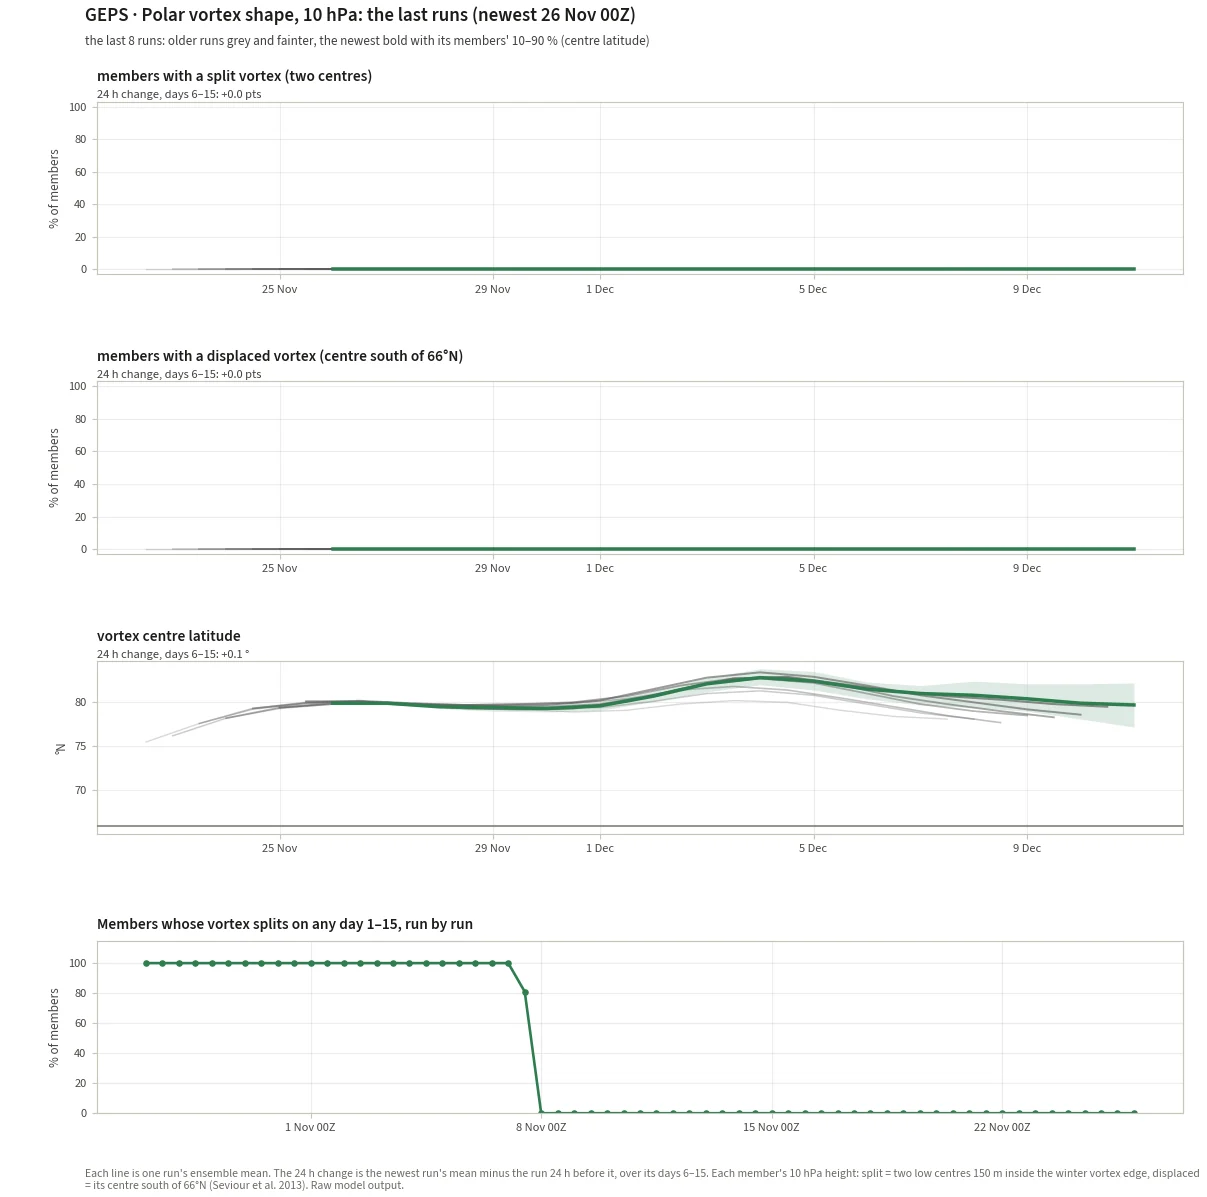 GEPS · Polar vortex shape, 10 hPa: the last runs (newest 26 Nov 00Z)
the last 8 runs: older runs grey and fainter, the newest bold with its members' 10–90 % (centre latitude)
members with a split vortex (two centres)
24 h change, days 6–15: +0.0 pts
100
80
60
40
20
0
% of members
25 Nov
29 Nov
1 Dec
5 Dec
9 Dec
members with a displaced vortex (centre south of 66°N)
24 h change, days 6–15: +0.0 pts
100
80
60
40
20
0
% of members
25 Nov
29 Nov
1 Dec
5 Dec
9 Dec
vortex centre latitude
24 h change, days 6–15: +0.1 °
80
75
70
°N
25 Nov
29 Nov
1 Dec
5 Dec
9 Dec
Members whose vortex splits on any day 1–15, run by run
100
80
60
40
20
0
% of members
1 Nov 00Z
8 Nov 00Z
15 Nov 00Z
22 Nov 00Z
Each line is one run's ensemble mean. The 24 h change is the newest run's mean minus the run 24 h before it, over its days 6–15. Each member's 10 hPa height: split = two low centres 150 m inside the winter vortex edge, displaced
= its centre south of 66°N (Seviour et al. 2013). Raw model output.